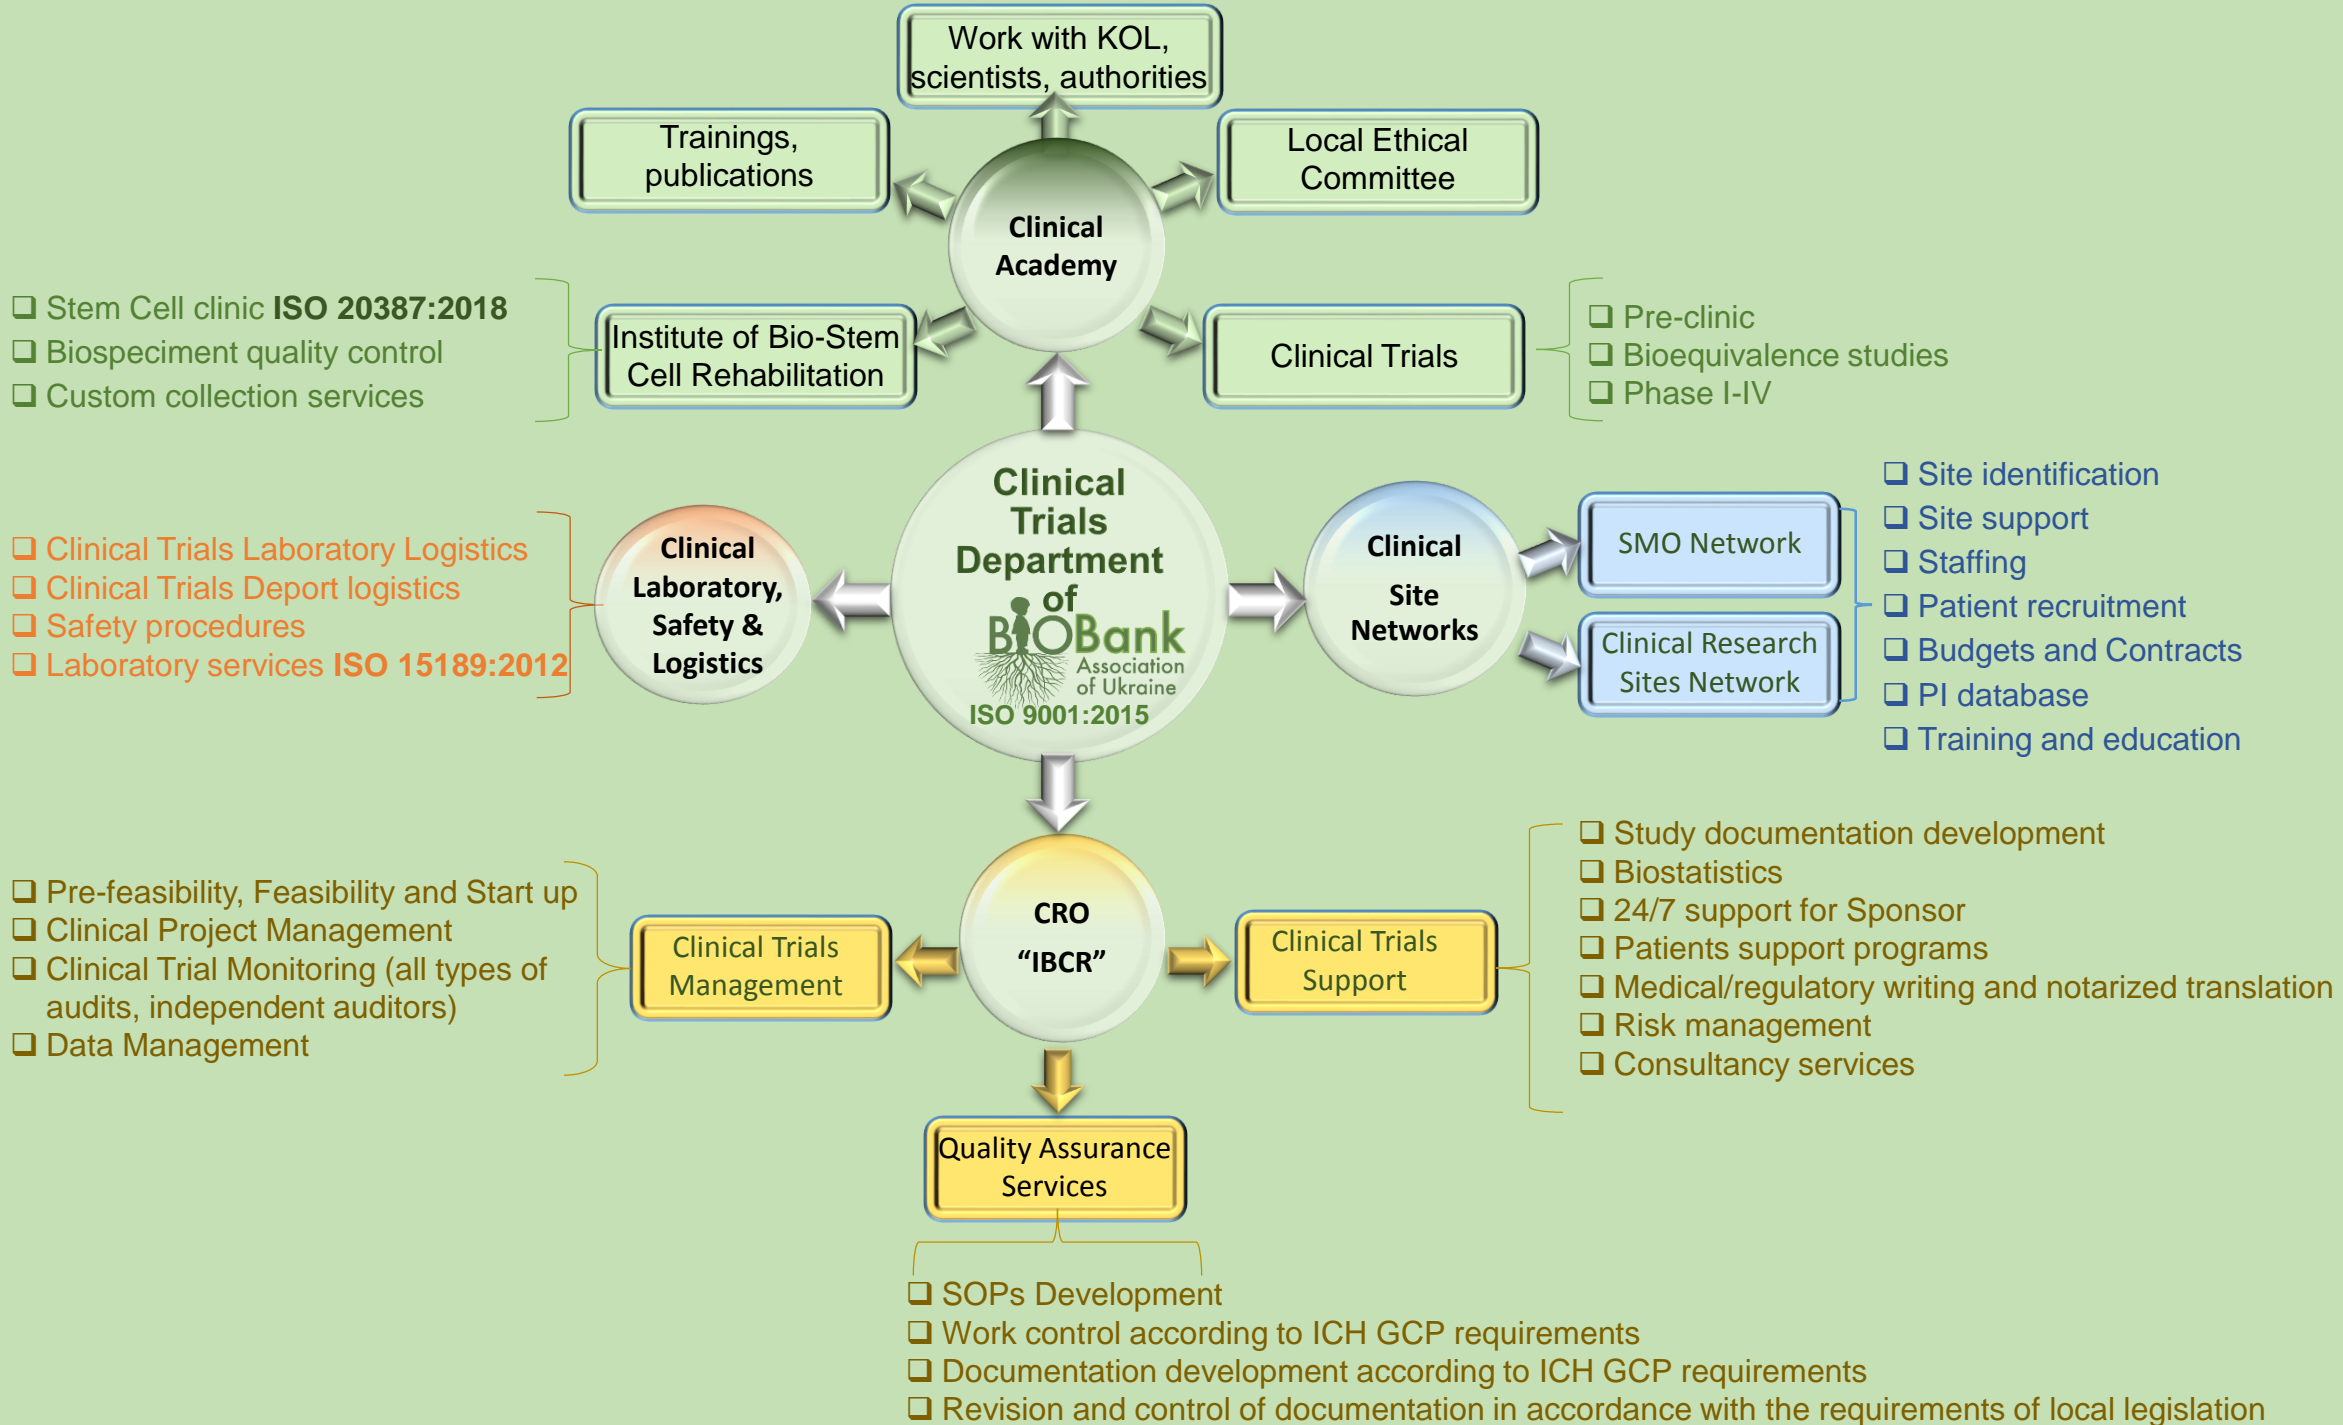 Work with KOL,
scientists, authorities
Trainings,
publications
Local Ethical
Committee
Clinical
Academy
❑ Stem Cell clinic ISO 20387:2018
❑ Biospeciment quality control
❑ Custom collection services
Institute of Bio-Stem
Cell Rehabilitation
Clinical Trials
❑ Pre-clinic
❑ Bioequivalence studies
❑ Phase I-IV
Clinical
Trials
Department
of
BIOBank
Association
of Ukraine
ISO 9001:2015
❑ Clinical Trials Laboratory Logistics
❑ Clinical Trials Deport logistics
❑ Safety procedures
❑ Laboratory services ISO 15189:2012
Clinical
Laboratory,
Safety &
Logistics
Clinical
Site
Networks
SMO Network
Clinical Research
Sites Network
❑ Site identification
❑ Site support
❑ Staffing
❑ Patient recruitment
❑ Budgets and Contracts
❑ PI database
❑ Training and education
❑ Pre-feasibility, Feasibility and Start up
❑ Clinical Project Management
❑ Clinical Trial Monitoring (all types of
audits, independent auditors)
❑ Data Management
Clinical Trials
Management
CRO
“IBCR”
Clinical Trials
Support
❑ Study documentation development
❑ Biostatistics
❑ 24/7 support for Sponsor
❑ Patients support programs
❑ Medical/regulatory writing and notarized translation
❑ Risk management
❑ Consultancy services
Quality Assurance
Services
❑ SOPs Development
❑ Work control according to ICH GCP requirements
❑ Documentation development according to ICH GCP requirements
❑ Revision and control of documentation in accordance with the requirements of local legislation